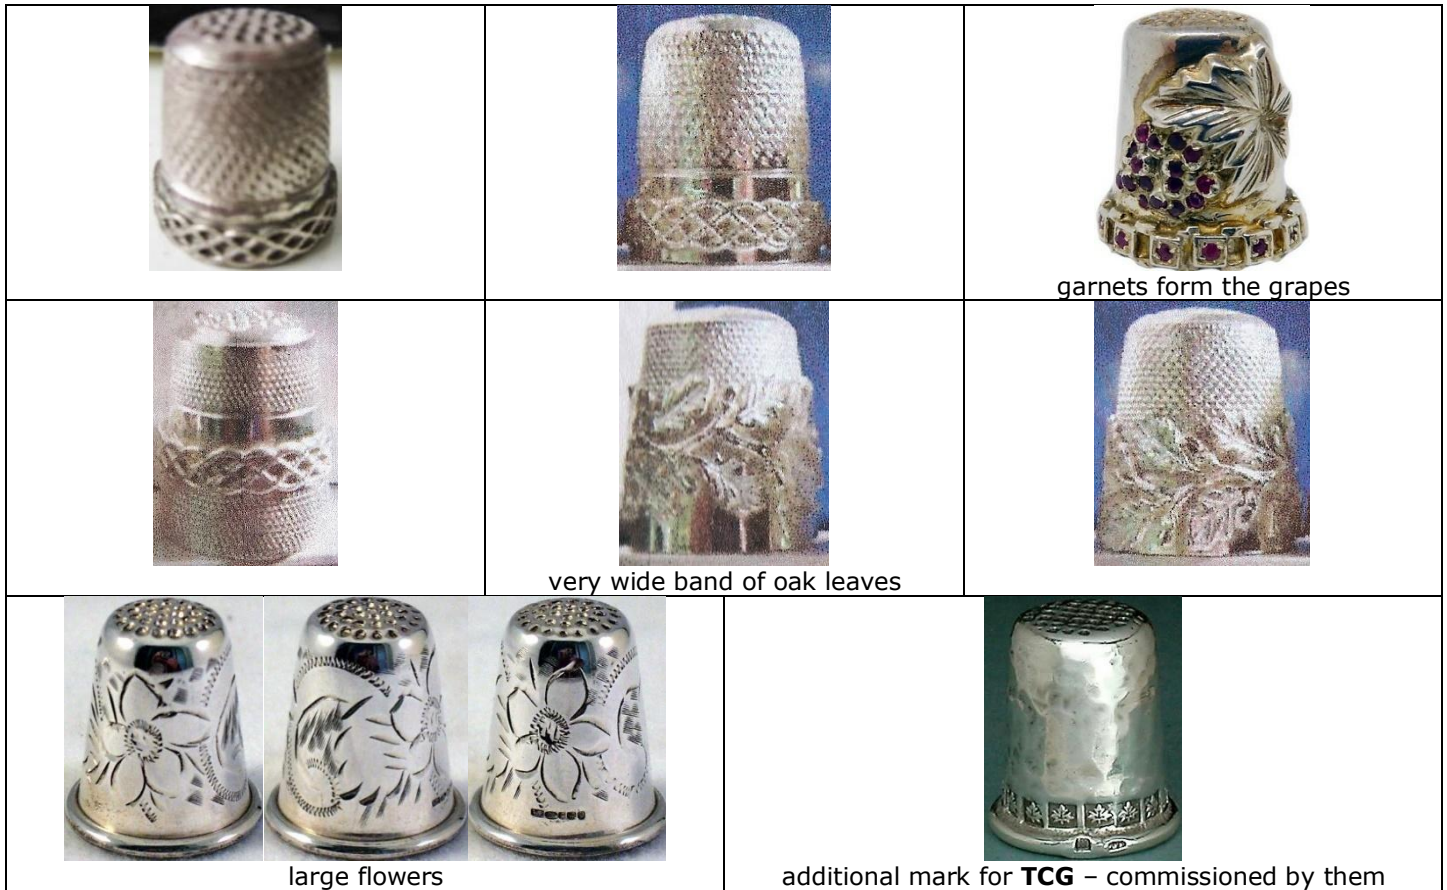 garnets form the grapes
very wide band of oak leaves
large flowers
additional mark for TCG – commissioned by them